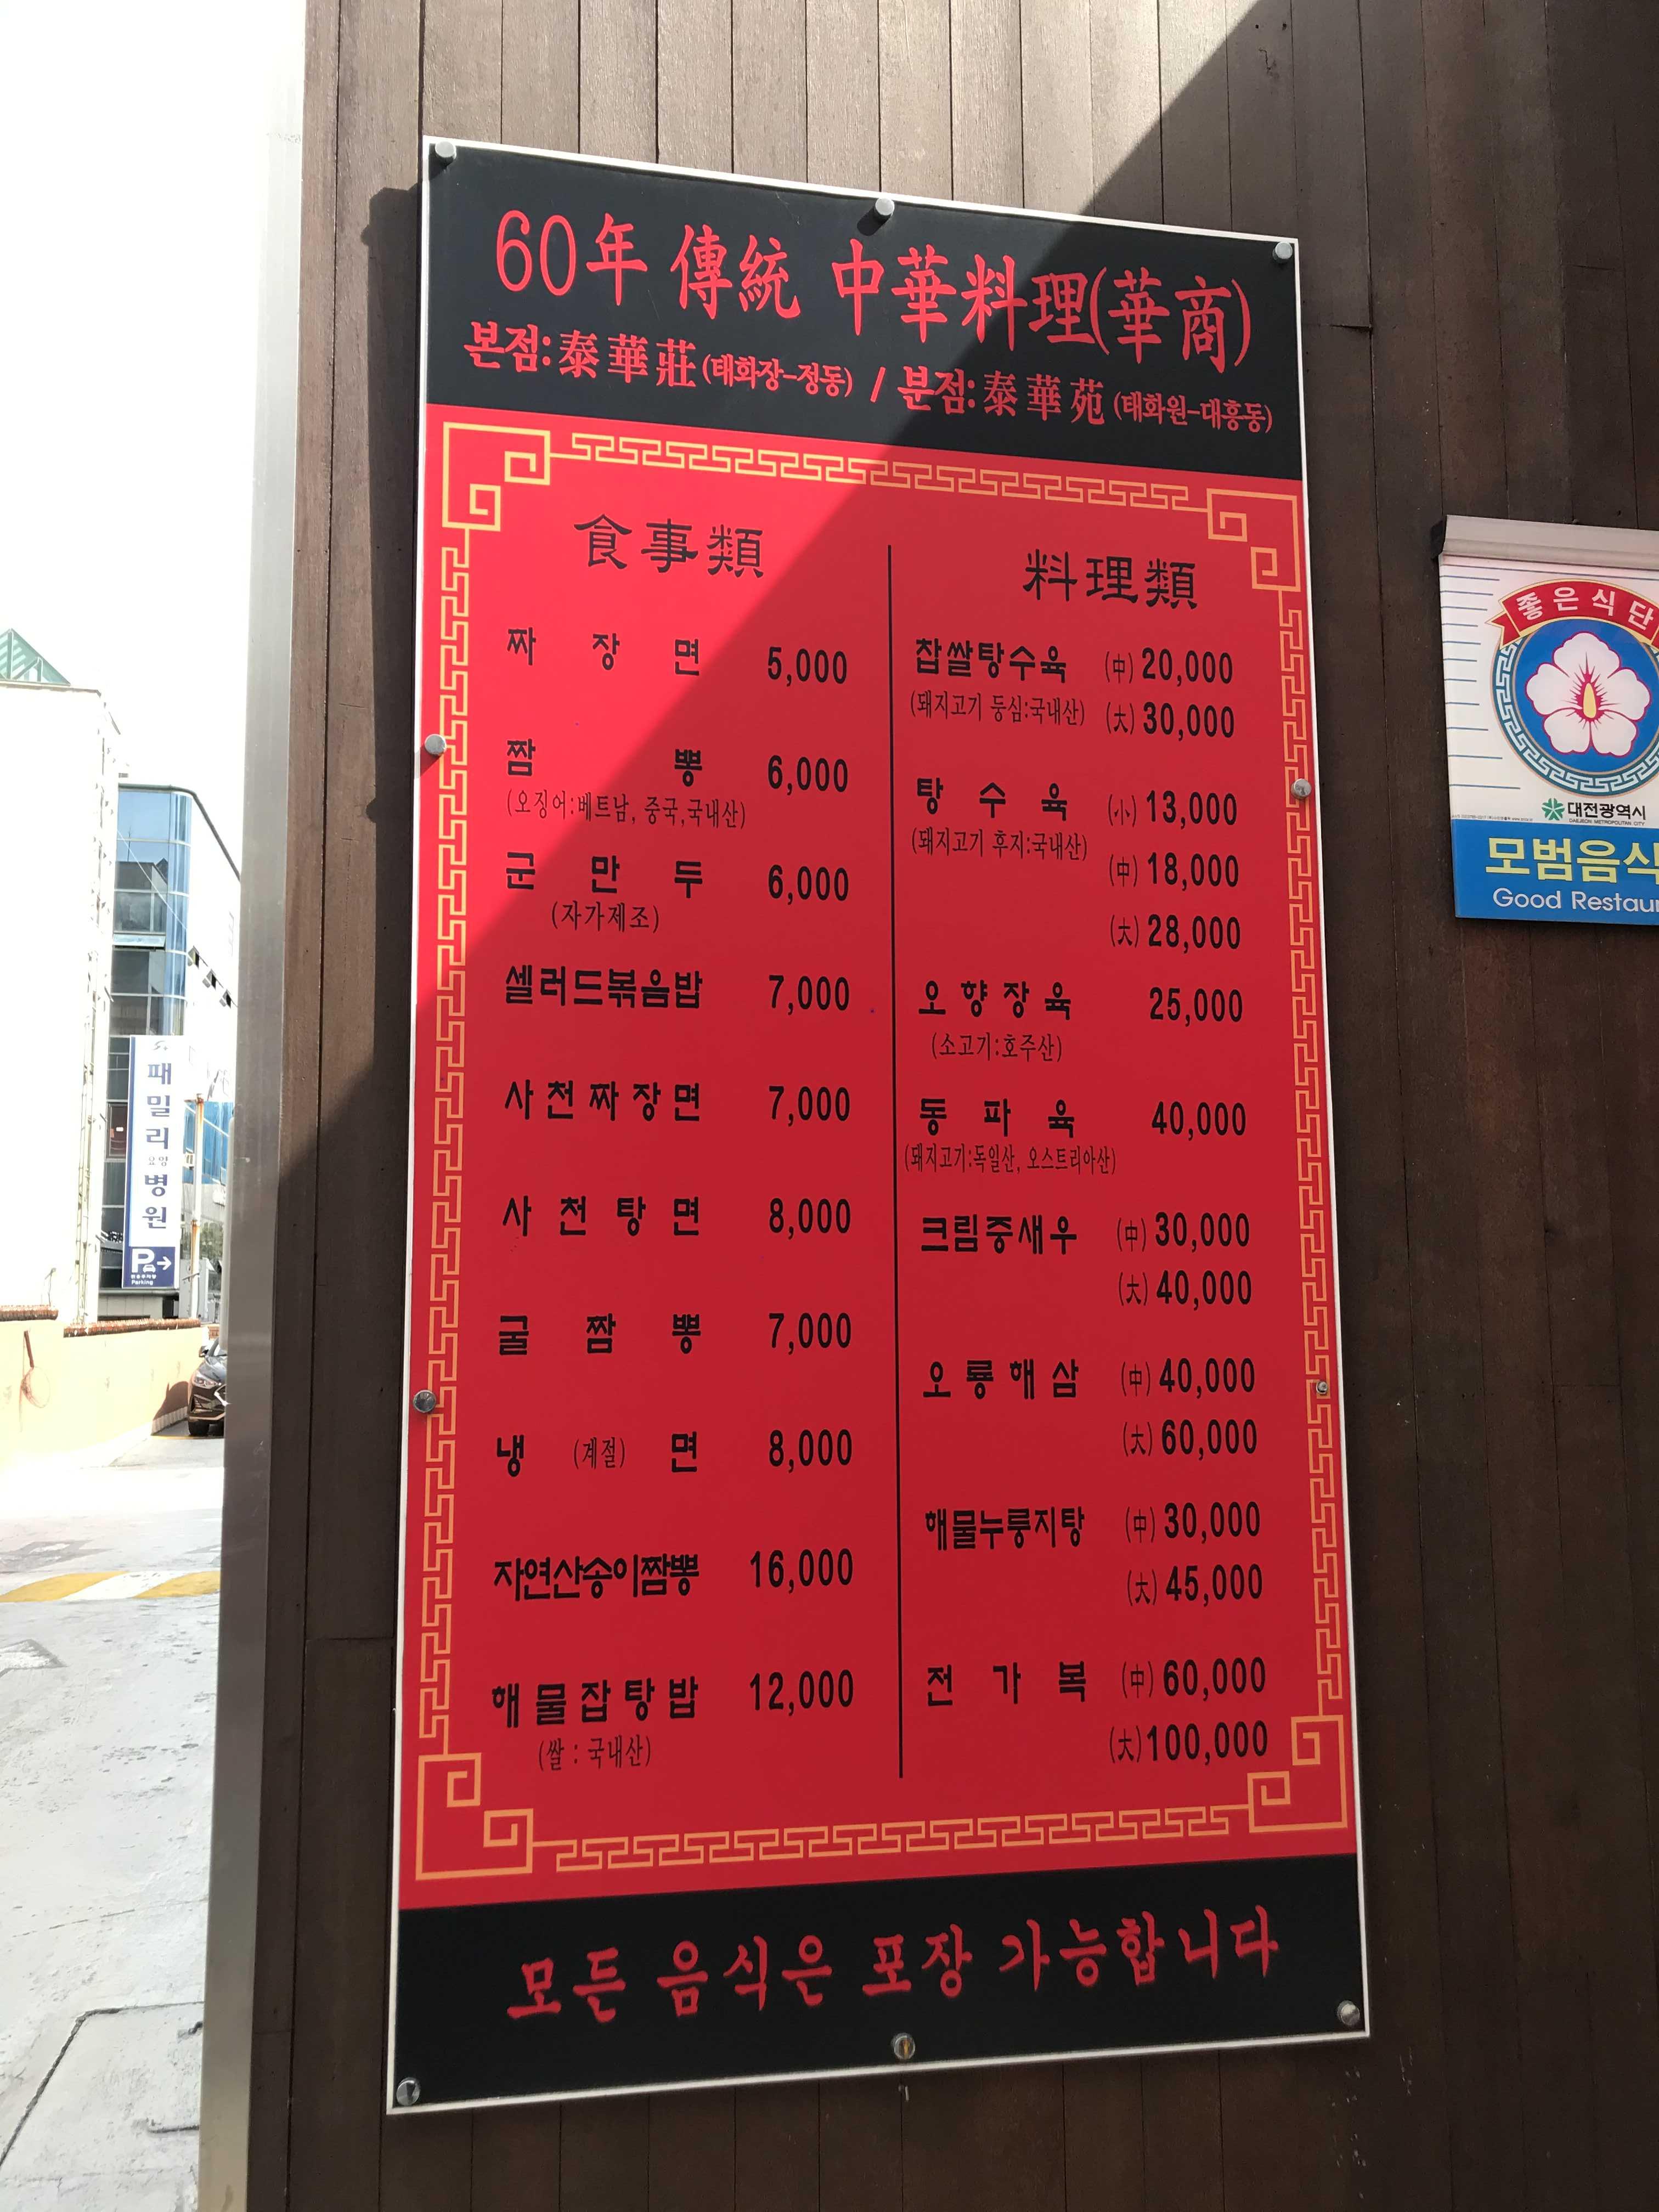 60年 傳統 中華料理(華商)
본점:泰華莊(태화장-정동) / 분점:泰華苑(태화원-대흥동)
食事類
짜장면 5,000
짬뽕 6,000
(오징어:베트남, 중국,국내산)
군만두 6,000
(자가제조)
셀러드볶음밥 7,000
사천짜장면 7,000
사천탕면 8,000
굴짬뽕 7,000
냉(계절)면 8,000
자연산송이짬뽕 16,000
해물잡탕밥 12,000
(쌀 : 국내산)
料理類
찹쌀탕수육 (中) 20,000
(돼지고기 등심:국내산) (大) 30,000
탕수육 (小) 13,000
(돼지고기 후지:국내산)
(中) 18,000
(大) 28,000
오향장육 25,000
(소고기:호주산)
동파육 40,000
(돼지고기:독일산, 오스트리아산)
크림중새우 (中) 30,000
(大) 40,000
오룡해삼 (中) 40,000
(大) 60,000
해물누룽지탕 (中) 30,000
(大) 45,000
전가복 (中) 60,000
(大) 100,000
모든 음식은 포장 가능합니다
좋은식단
대전광역시
DAEJEON METROPOLITAN CITY
모범음식
Good Restau
패밀리요양병원
P
Parking